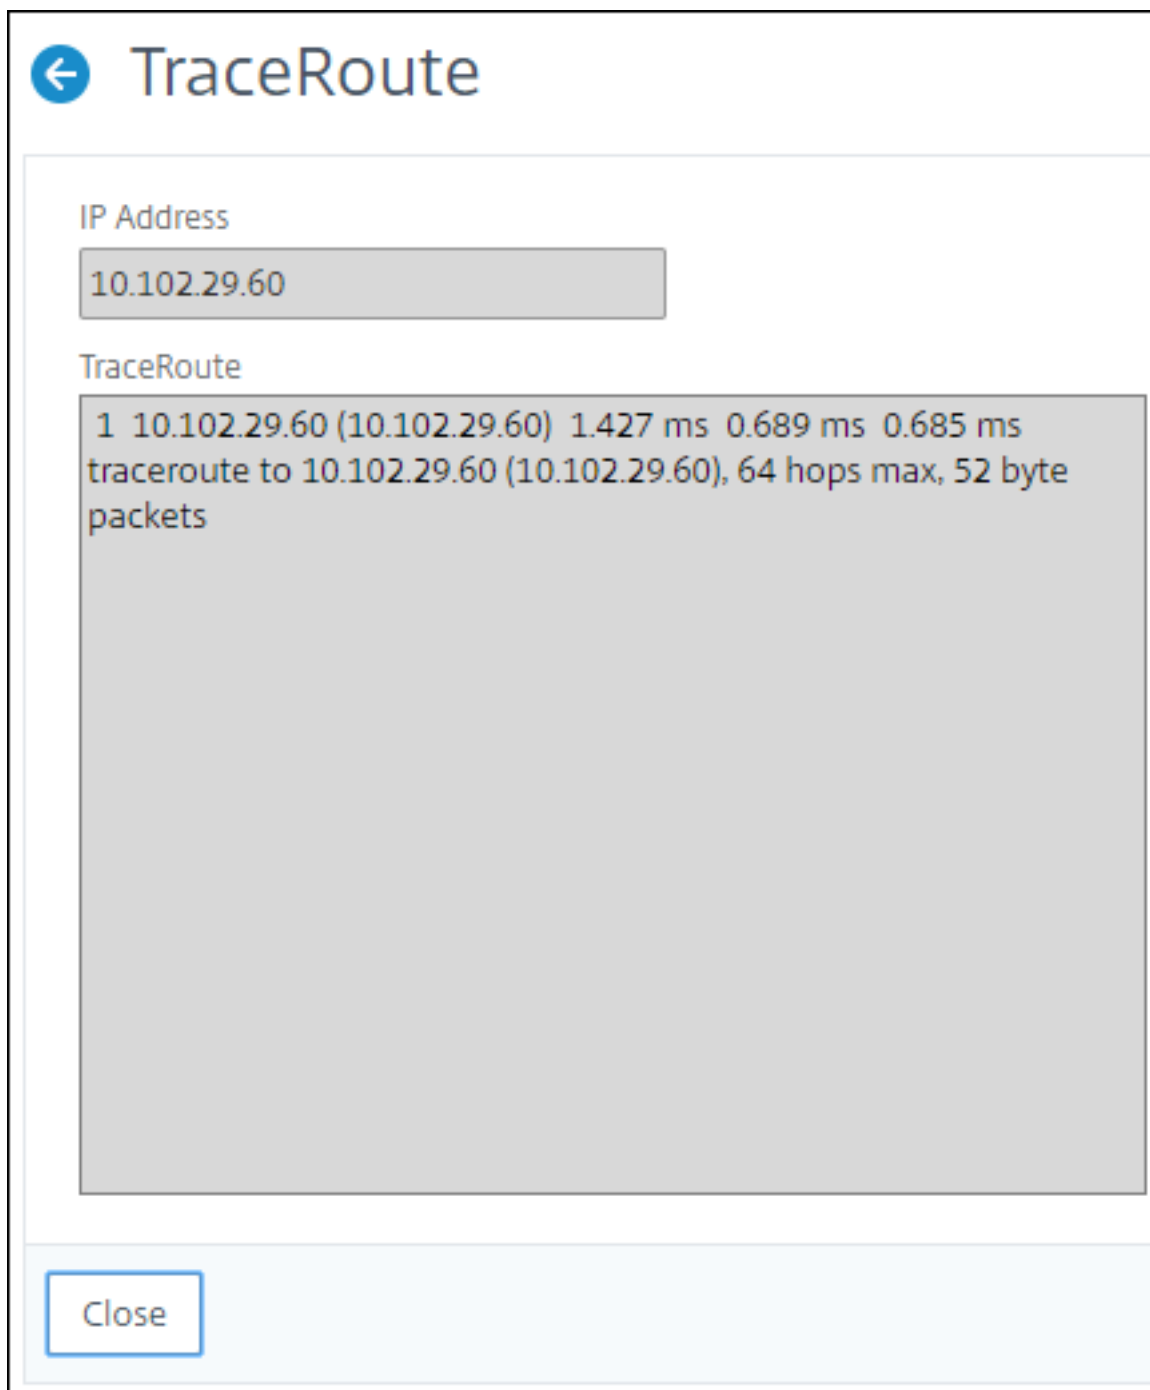 TraceRoute
IP Address
10.102.29.60
TraceRoute
1 10.102.29.60 (10.102.29.60) 1.427 ms 0.689 ms 0.685 ms
traceroute to 10.102.29.60 (10.102.29.60), 64 hops max, 52 byte
packets
Close